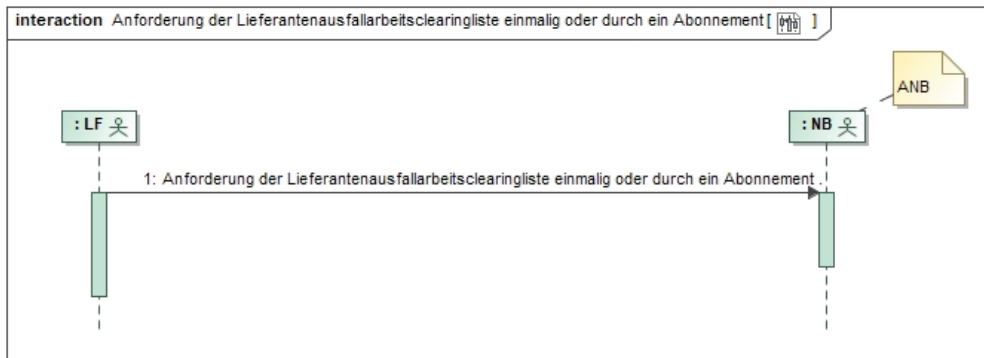 interaction Anforderung der Lieferantenausfallarbeitsclearingliste einmalig oder durch ein Abonnement [ ]
ANB
: LF
: NB
1: Anforderung der Lieferantenausfallarbeitsclearingliste einmalig oder durch ein Abonnement .